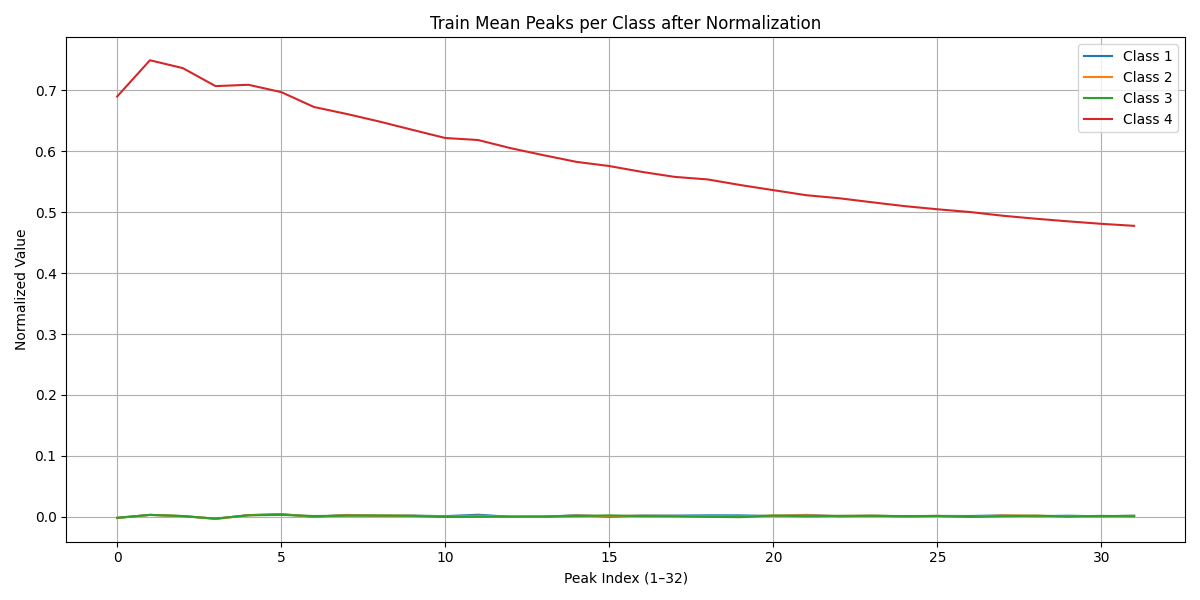 Train Mean Peaks per Class after Normalization
Class 1
Class 2
Class 3
Class 4
Normalized Value
0.7
0.6
0.5
0.4
0.3
0.2
0.1
0.0
0 5 10 15 20 25 30
Peak Index (1–32)